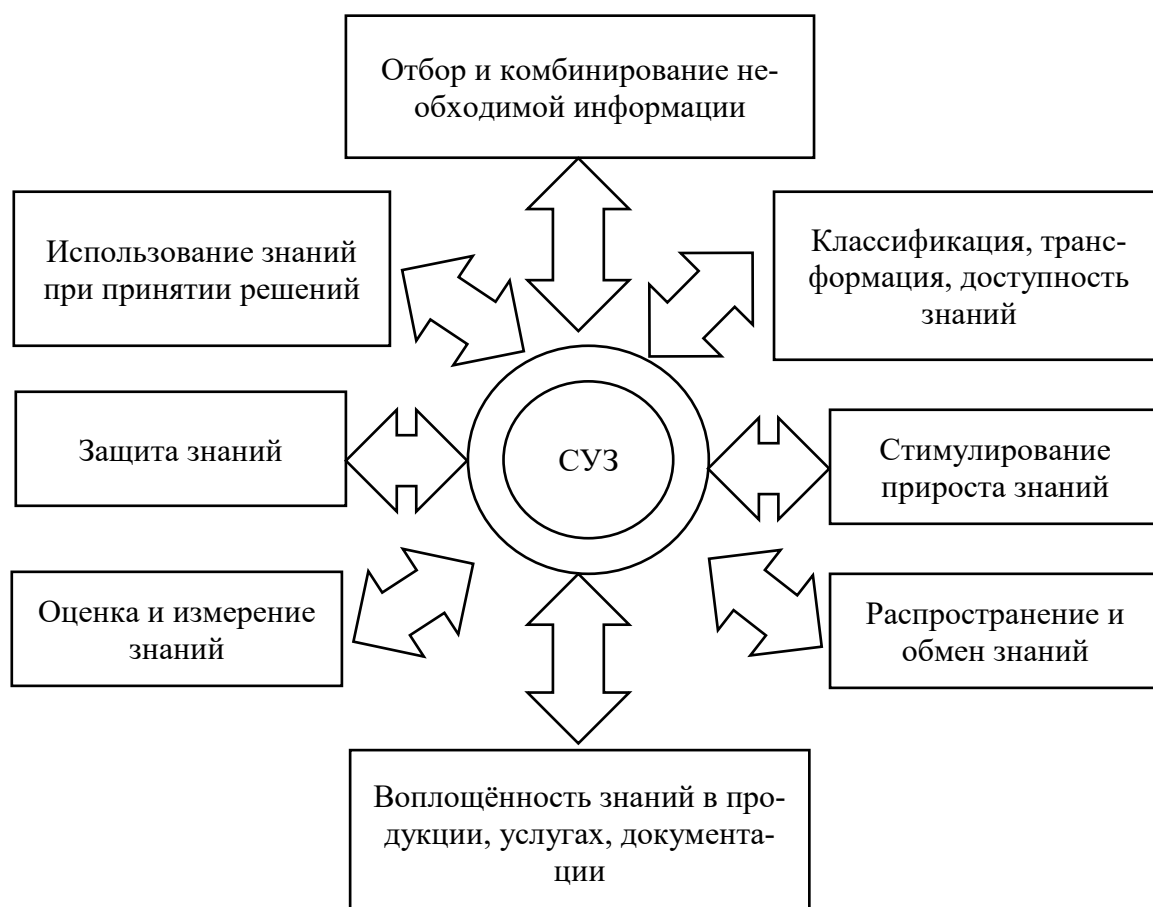 Отбор и комбинирование не-
обходимой информации
Использование знаний
при принятии решений
Классификация, транс-
формация, доступность
знаний
Защита знаний
СУЗ
Стимулирование
прироста знаний
Оценка и измерение
знаний
Распространение и
обмен знаний
Воплощённость знаний в про-
дукции, услугах, документа-
ции